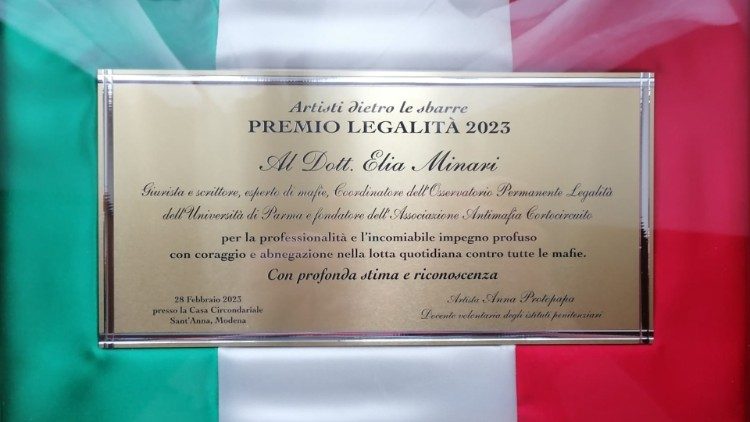 Artisti dietro le sbarre
PREMIO LEGALITÀ 2023
Al Dott. Elia Minari
Giurista e scrittore, esperto di mafie, Coordinatore dell'Osservatorio Permanente Legalità
dell'Università di Parma e fondatore dell'Associazione Antimafia Cortocircuito
per la professionalità e l'incomiabile impegno profuso
con coraggio e abnegazione nella lotta quotidiana contro tutte le mafie.
Con profonda stima e riconoscenza
28 Febbraio 2023
presso la Casa Circondariale
Sant'Anna, Modena
Artista Anna Protopapa
Docente volontaria degli istituti penitenziari